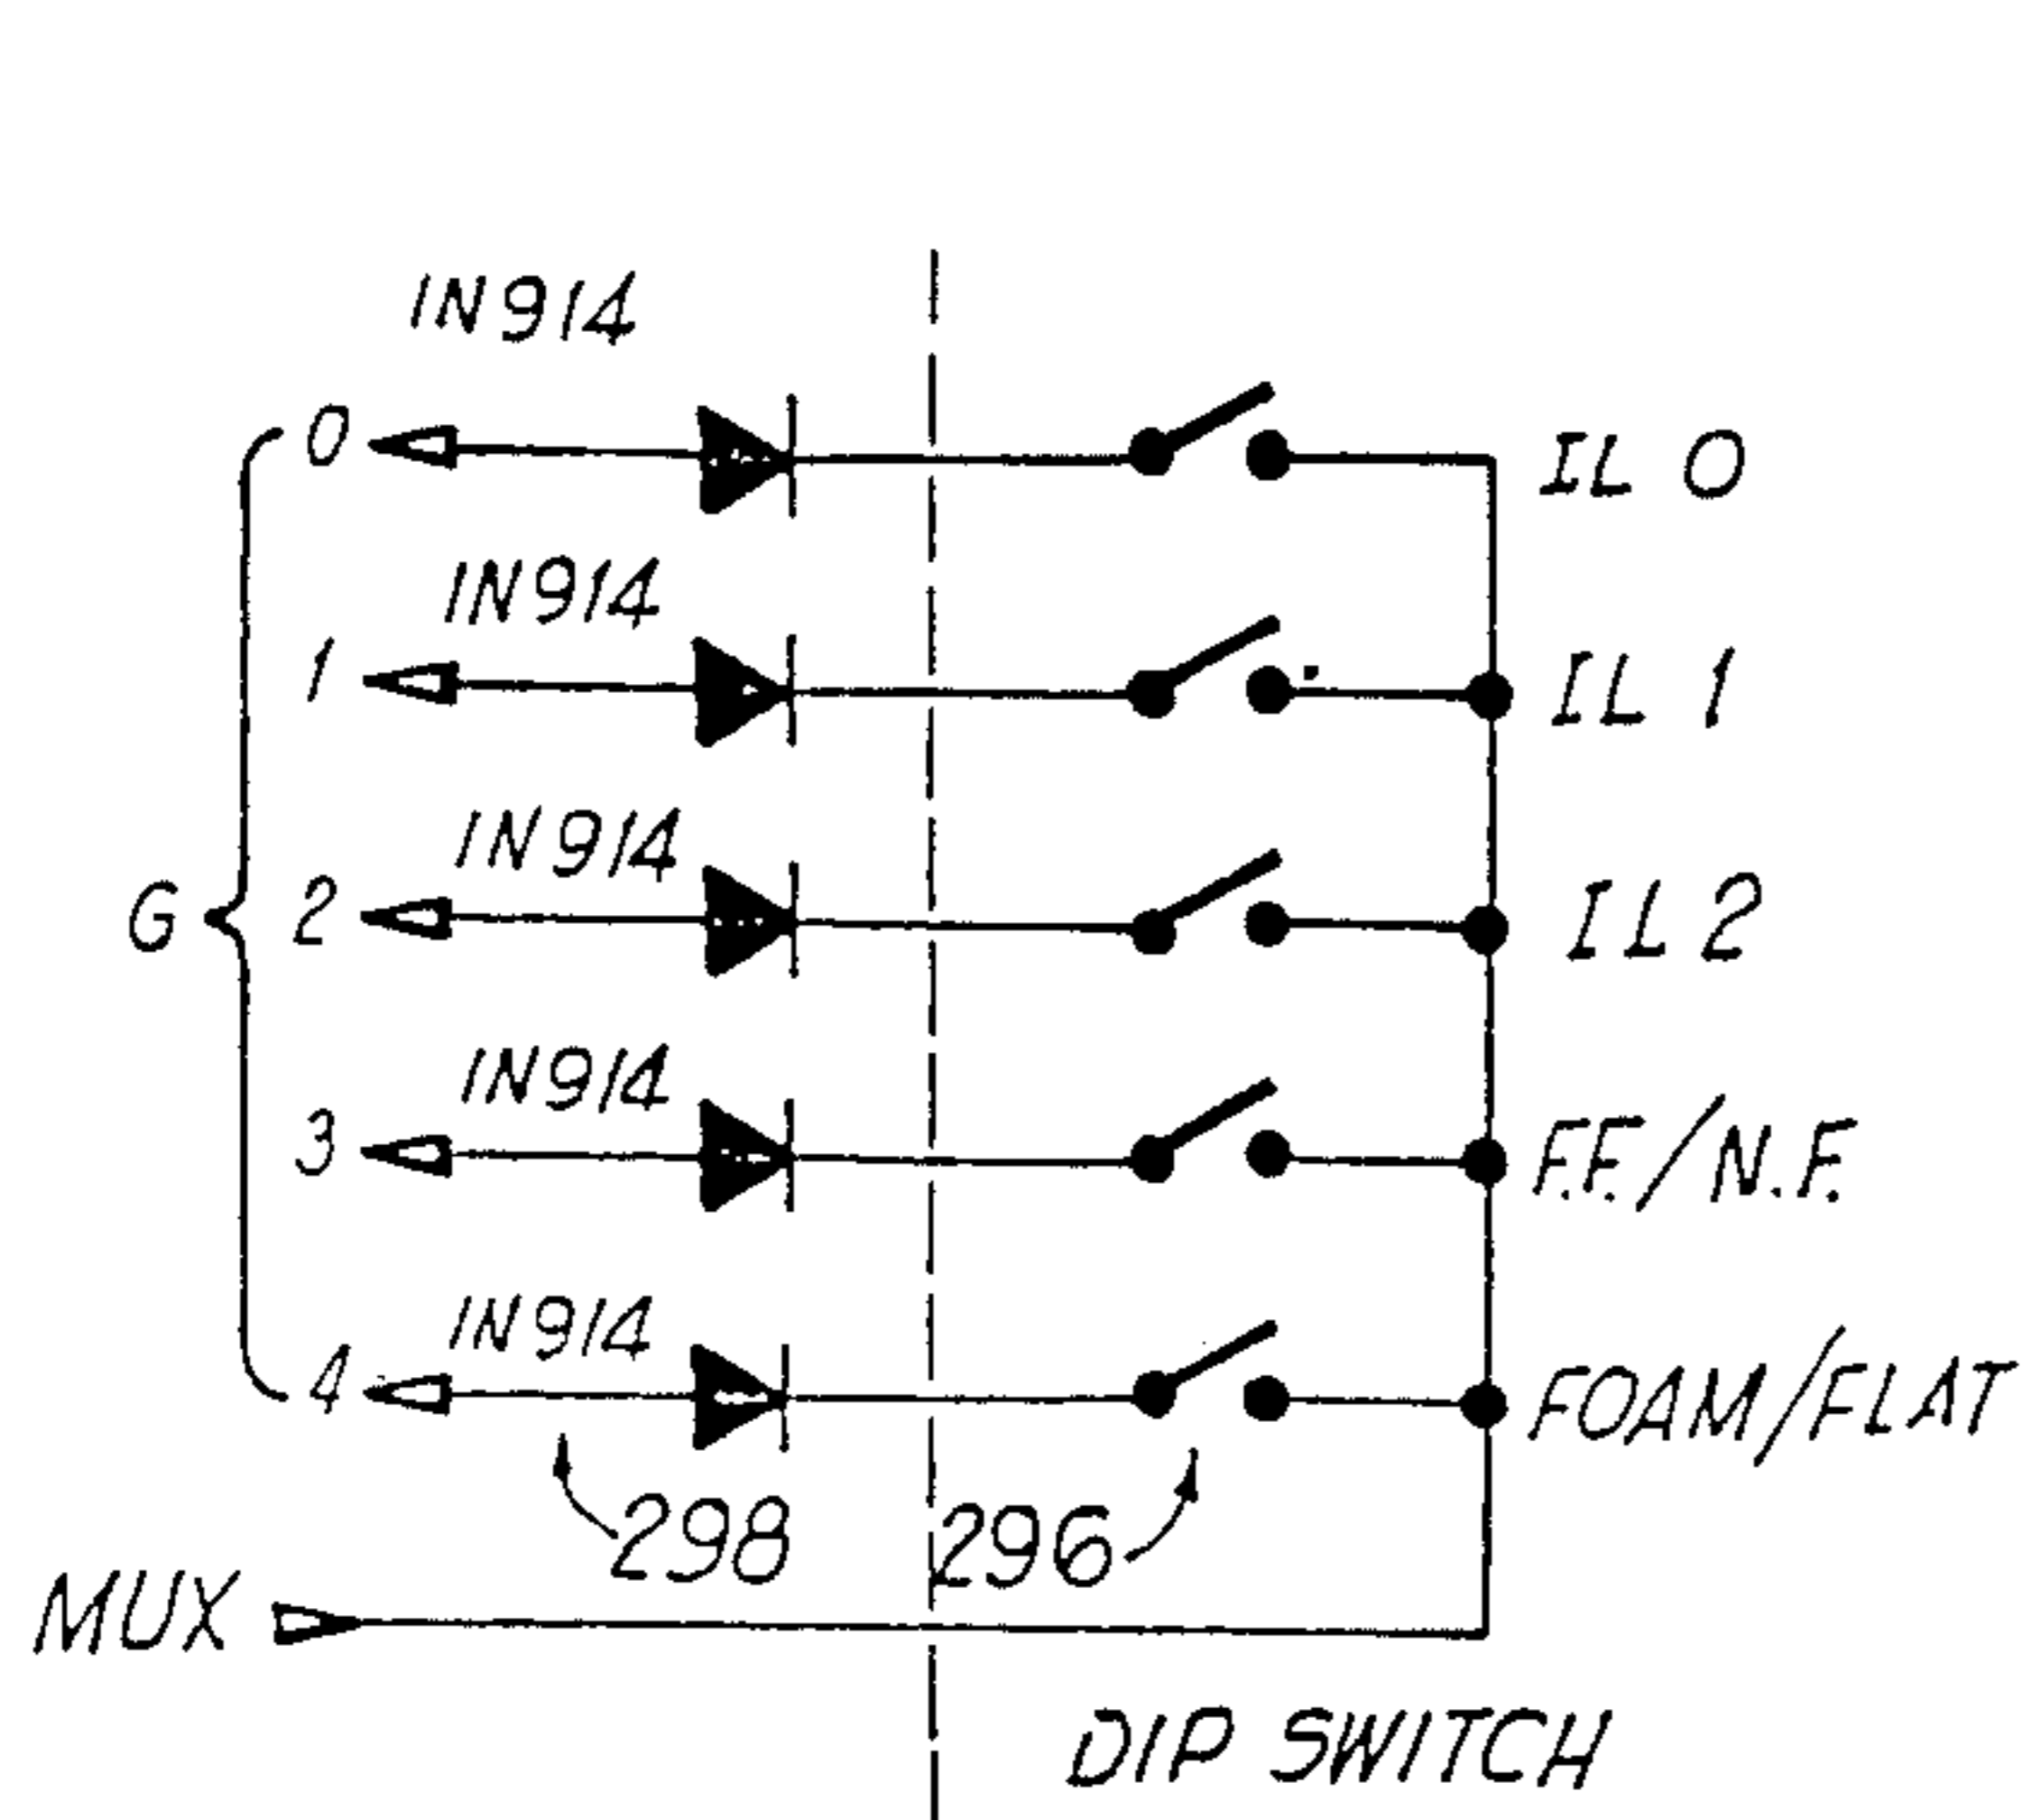 IN914
0 IL 0
IN914
1 IL 1
IN914
G 2 IL 2
IN914
3 F.F./N.F.
IN914
4 FOAM/FLAT
298 296
MUX
DIP SWITCH